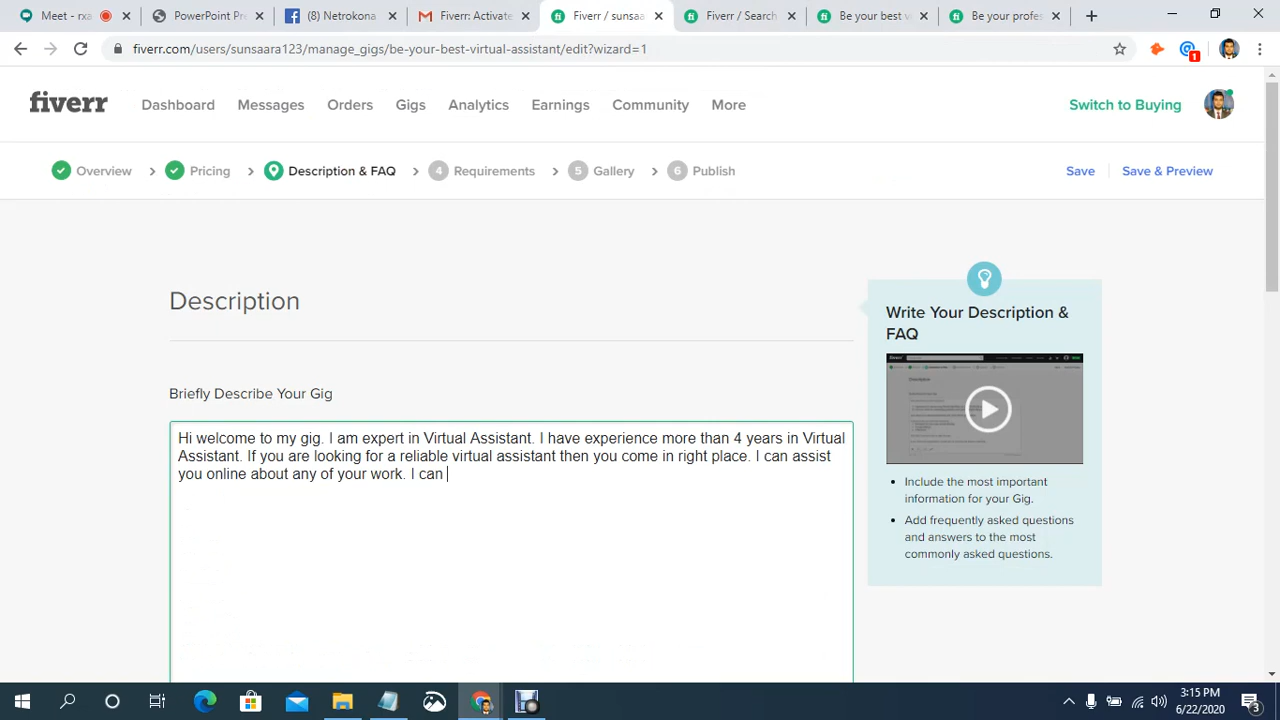 Meet - rxa
PowerPoint Pr
(8) Netrokona
Fiverr: Activate
Fiverr / sunsaa
Fiverr / Search
Be your best v
Be your profes
fiverr.com/users/sunsaara123/manage_gigs/be-your-best-virtual-assistant/edit?wizard=1
1
fiverr
Dashboard
Messages
Orders
Gigs
Analytics
Earnings
Community
More
Switch to Buying
Overview
Pricing
Description & FAQ
4 Requirements
5 Gallery
6 Publish
Save
Save & Preview
Description
Briefly Describe Your Gig
Hi welcome to my gig. I am expert in Virtual Assistant. I have experience more than 4 years in Virtual
Assistant. If you are looking for a reliable virtual assistant then you come in right place. I can assist
you online about any of your work. I can
Write Your Description &
FAQ
Include the most important
information for your Gig.
Add frequently asked questions
and answers to the most
commonly asked questions.
3:15 PM
6/22/2020
3